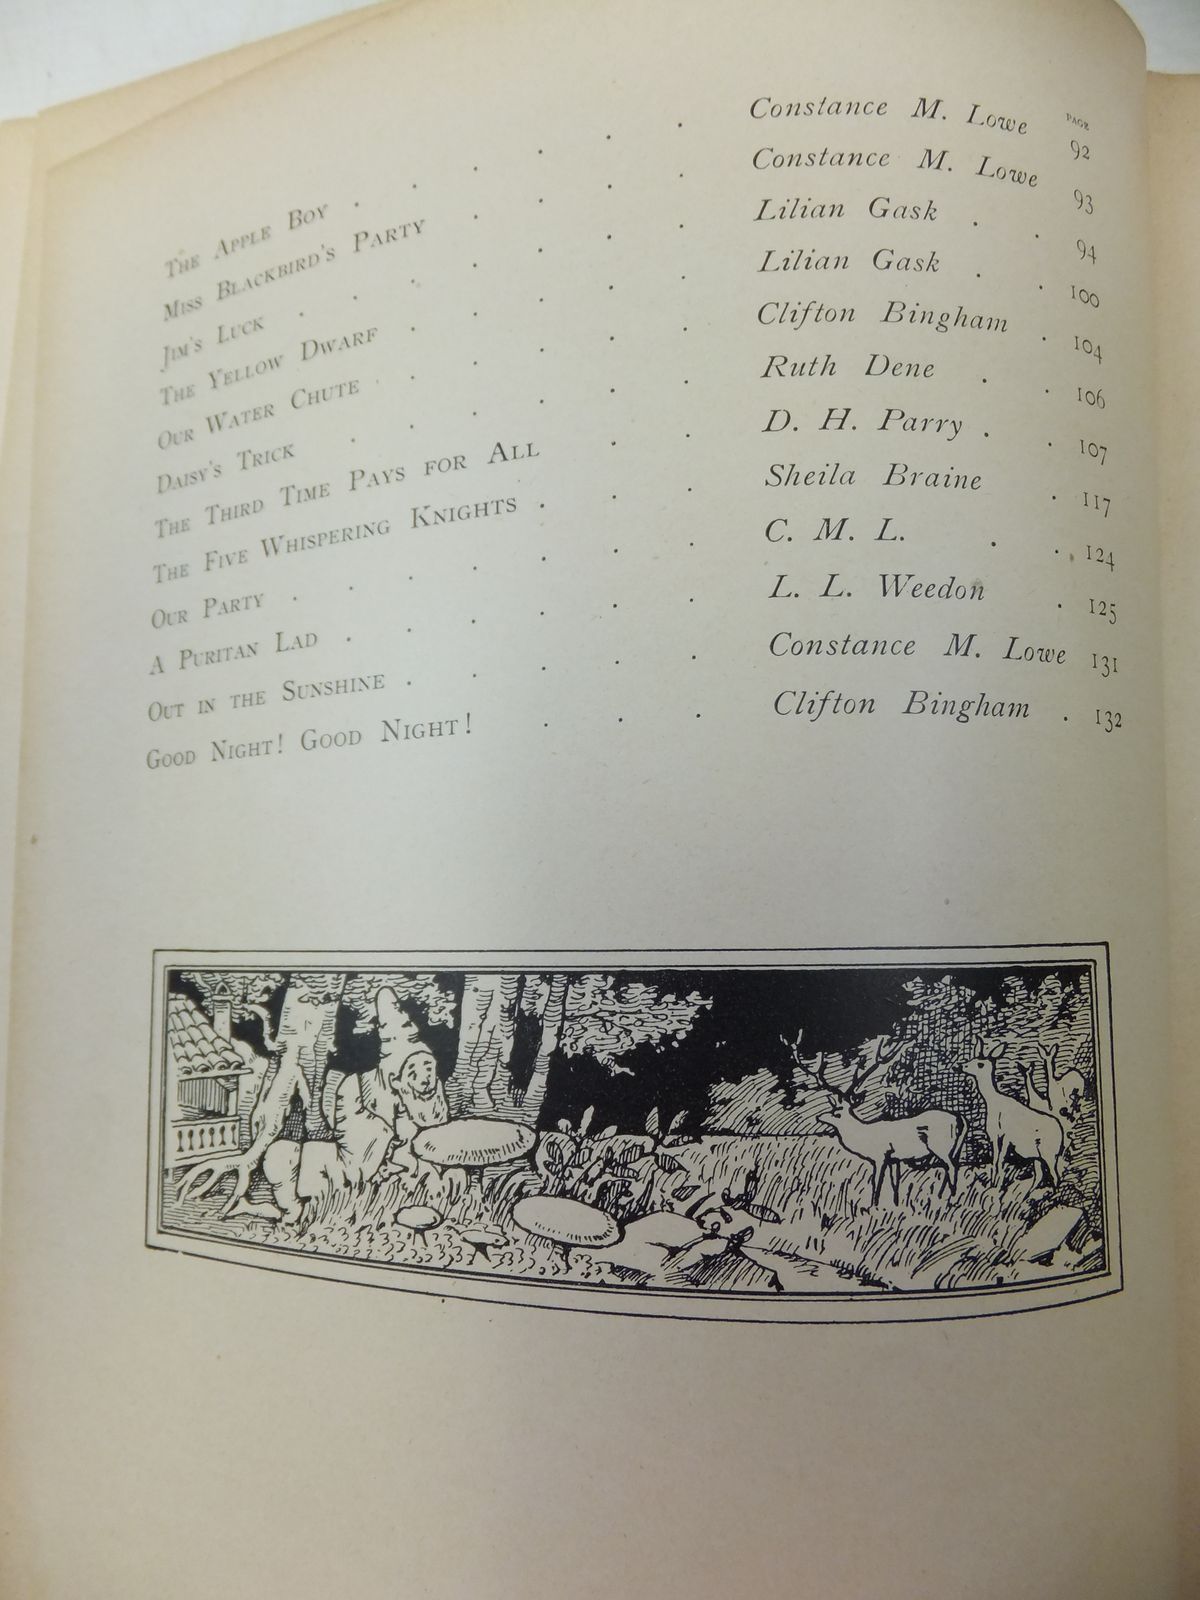 PAGE
The Apple Boy . . . . . . Constance M. Lowe 92
Miss Blackbird's Party . . . Constance M. Lowe 93
Jim's Luck . . . . . . Lilian Gask . . 94
The Yellow Dwarf . . . . . Lilian Gask . . 100
Our Water Chute . . . . . Clifton Bingham . 104
Daisy's Trick . . . . . . Ruth Dene . . 106
The Third Time Pays for All . . D. H. Parry . . 107
The Five Whispering Knights . . . Sheila Braine . 117
Our Party . . . . . . . C. M. L. . . 124
A Puritan Lad . . . . . . L. L. Weedon . 125
Out in the Sunshine . . . . . Constance M. Lowe 131
Good Night! Good Night! . . . Clifton Bingham . 132